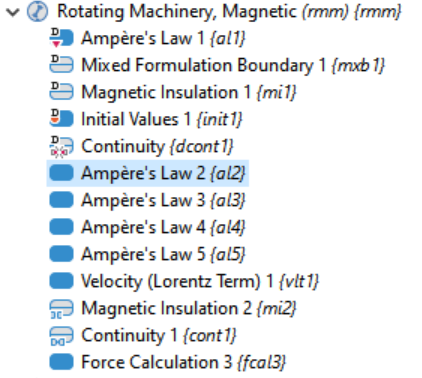 Rotating Machinery, Magnetic (rmm) {rmm}
Ampère's Law 1 {al1}
Mixed Formulation Boundary 1 {mxb1}
Magnetic Insulation 1 {mi1}
Initial Values 1 {init1}
Continuity {dcont1}
Ampère's Law 2 {al2}
Ampère's Law 3 {al3}
Ampère's Law 4 {al4}
Ampère's Law 5 {al5}
Velocity (Lorentz Term) 1 {vlt1}
Magnetic Insulation 2 {mi2}
Continuity 1 {cont1}
Force Calculation 3 {fcal3}